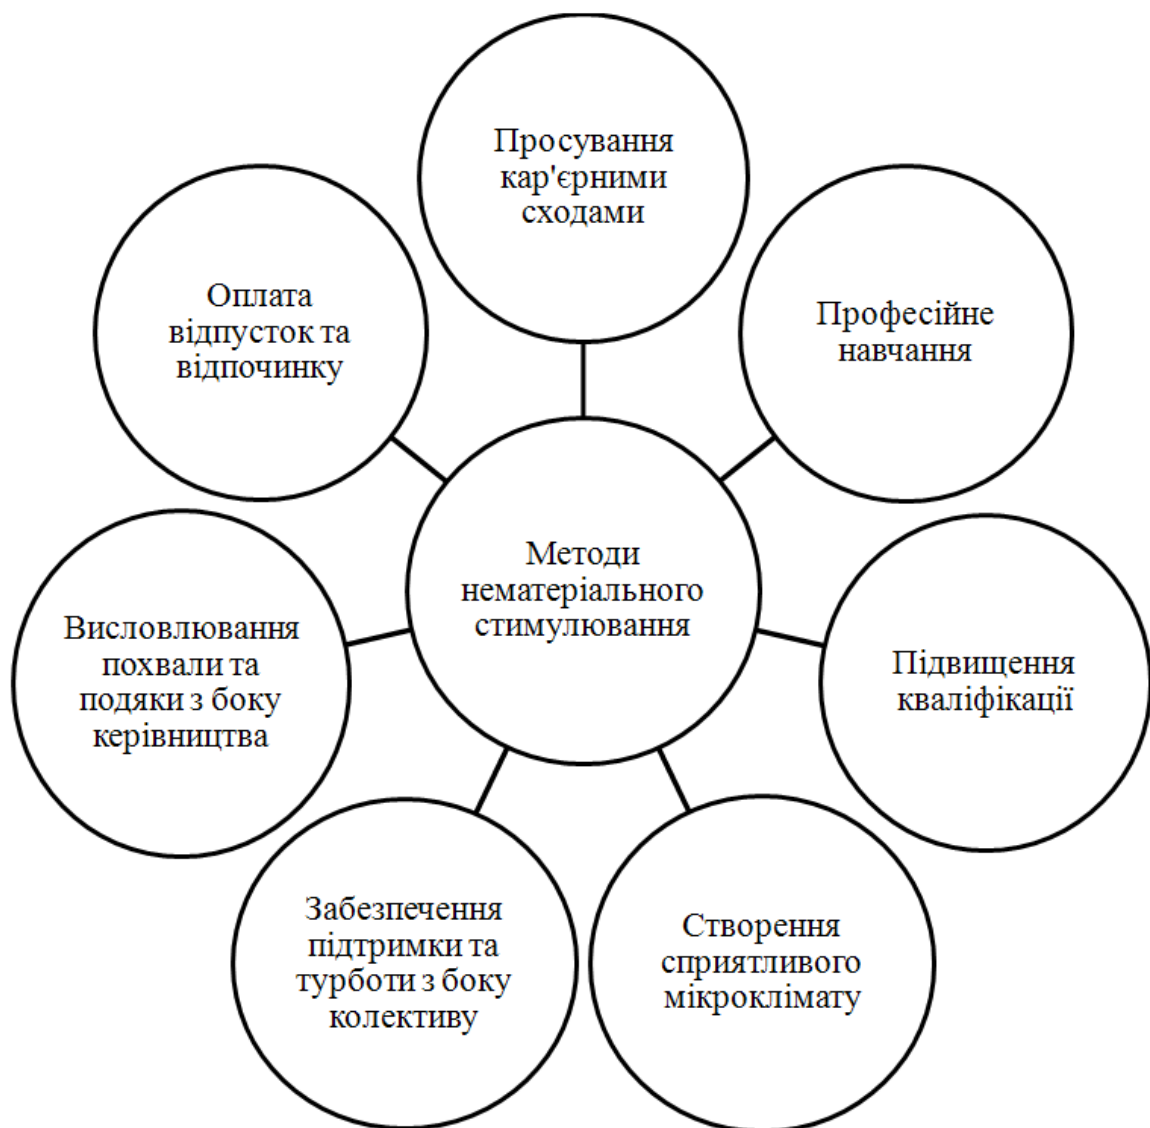 Просування
кар'єрними
сходами
Оплата
відпусток та
відпочинку
Професійне
навчання
Методи
нематеріального
стимулювання
Висловлювання
похвали та
подяки з боку
керівництва
Підвищення
кваліфікації
Забезпечення
підтримки та
турботи з боку
колективу
Створення
сприятливого
мікроклімату